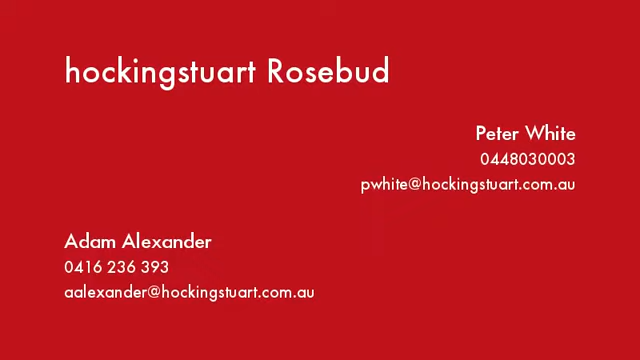 hockingstuart Rosebud
Peter White
0448030003
pwhite@hockingstuart.com.au
Adam Alexander
0416 236 393
aalexander@hockingstuart.com.au